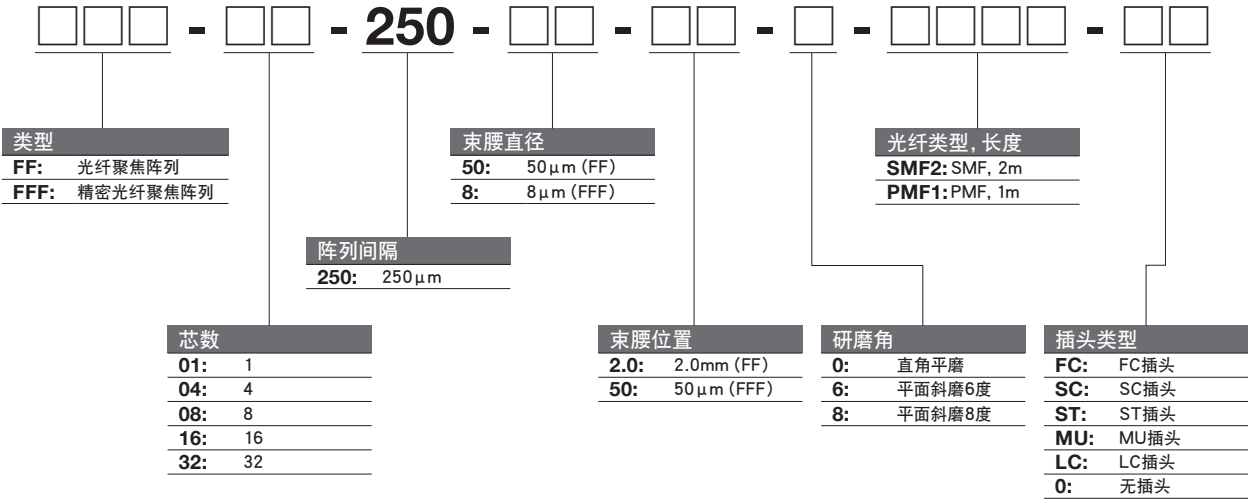 □□□ - □□ - 250 - □□ - □□ - □ - □□□□ - □□
类型
FF: 光纤聚焦阵列
FFF: 精密光纤聚焦阵列
束腰直径
50: 50μm (FF)
8: 8μm (FFF)
光纤类型, 长度
SMF2: SMF, 2m
PMF1: PMF, 1m
阵列间隔
250: 250μm
芯数
01: 1
04: 4
08: 8
16: 16
32: 32
束腰位置
2.0: 2.0mm (FF)
50: 50μm (FFF)
研磨角
0: 直角平磨
6: 平面斜磨6度
8: 平面斜磨8度
插头类型
FC: FC插头
SC: SC插头
ST: ST插头
MU: MU插头
LC: LC插头
0: 无插头